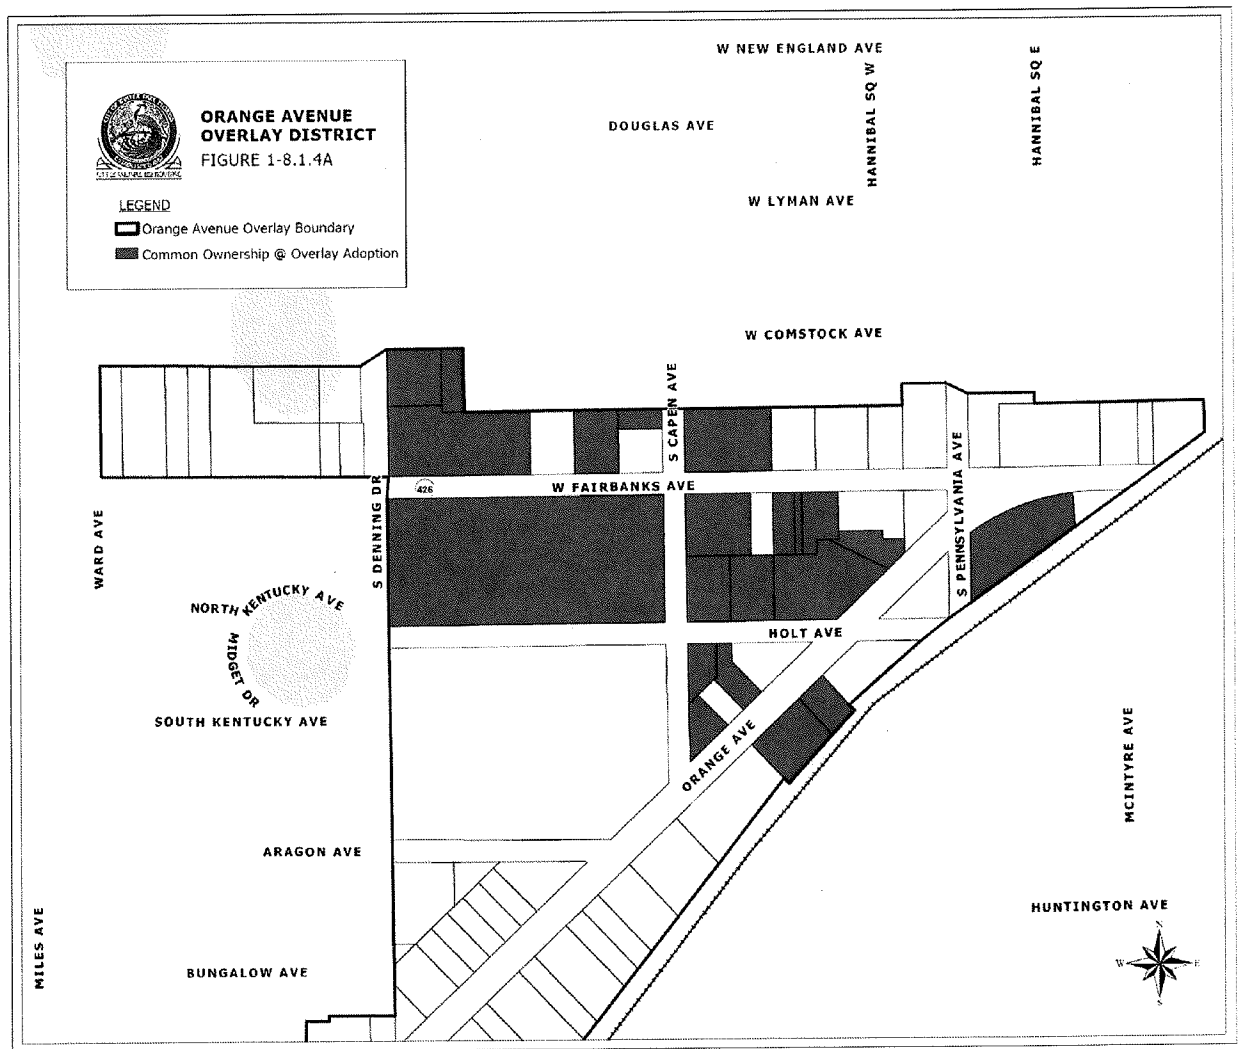 W NEW ENGLAND AVE
HANNIBAL SQ W
HANNIBAL SQ E
ORANGE AVENUE
OVERLAY DISTRICT
FIGURE 1-8.1.4A
DOUGLAS AVE
W LYMAN AVE
LEGEND
Orange Avenue Overlay Boundary
Common Ownership @ Overlay Adoption
W COMSTOCK AVE
S CAPEN AVE
S PENNSYLVANIA AVE
426
W FAIRBANKS AVE
S DENNING DR
WARD AVE
NORTH KENTUCKY AVE
MIDGET DR
HOLT AVE
SOUTH KENTUCKY AVE
ORANGE AVE
MCINTYRE AVE
ARAGON AVE
HUNTINGTON AVE
MILES AVE
BUNGALOW AVE
N
W E
S